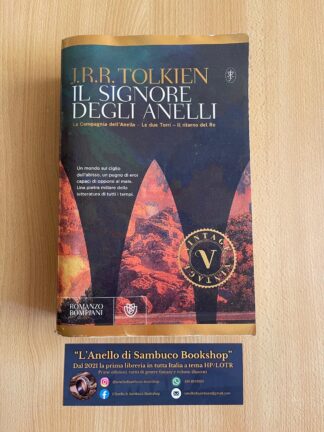 J.R.R. TOLKIEN
IL SIGNORE
DEGLI ANELLI
La Compagnia dell'Anello - Le due Torri - Il ritorno del Re
Un mondo sul ciglio
dell'abisso, un pugno di eroi
capaci di opporsi al male.
Una pietra miliare della
letteratura di tutti i tempi.
VINTAGE
V
VINTAGE
ROMANZO
BOMPIANI
"L'Anello di Sambuco Bookshop"
Dal 2021 la prima libreria in tutta Italia a tema HP/LOTR